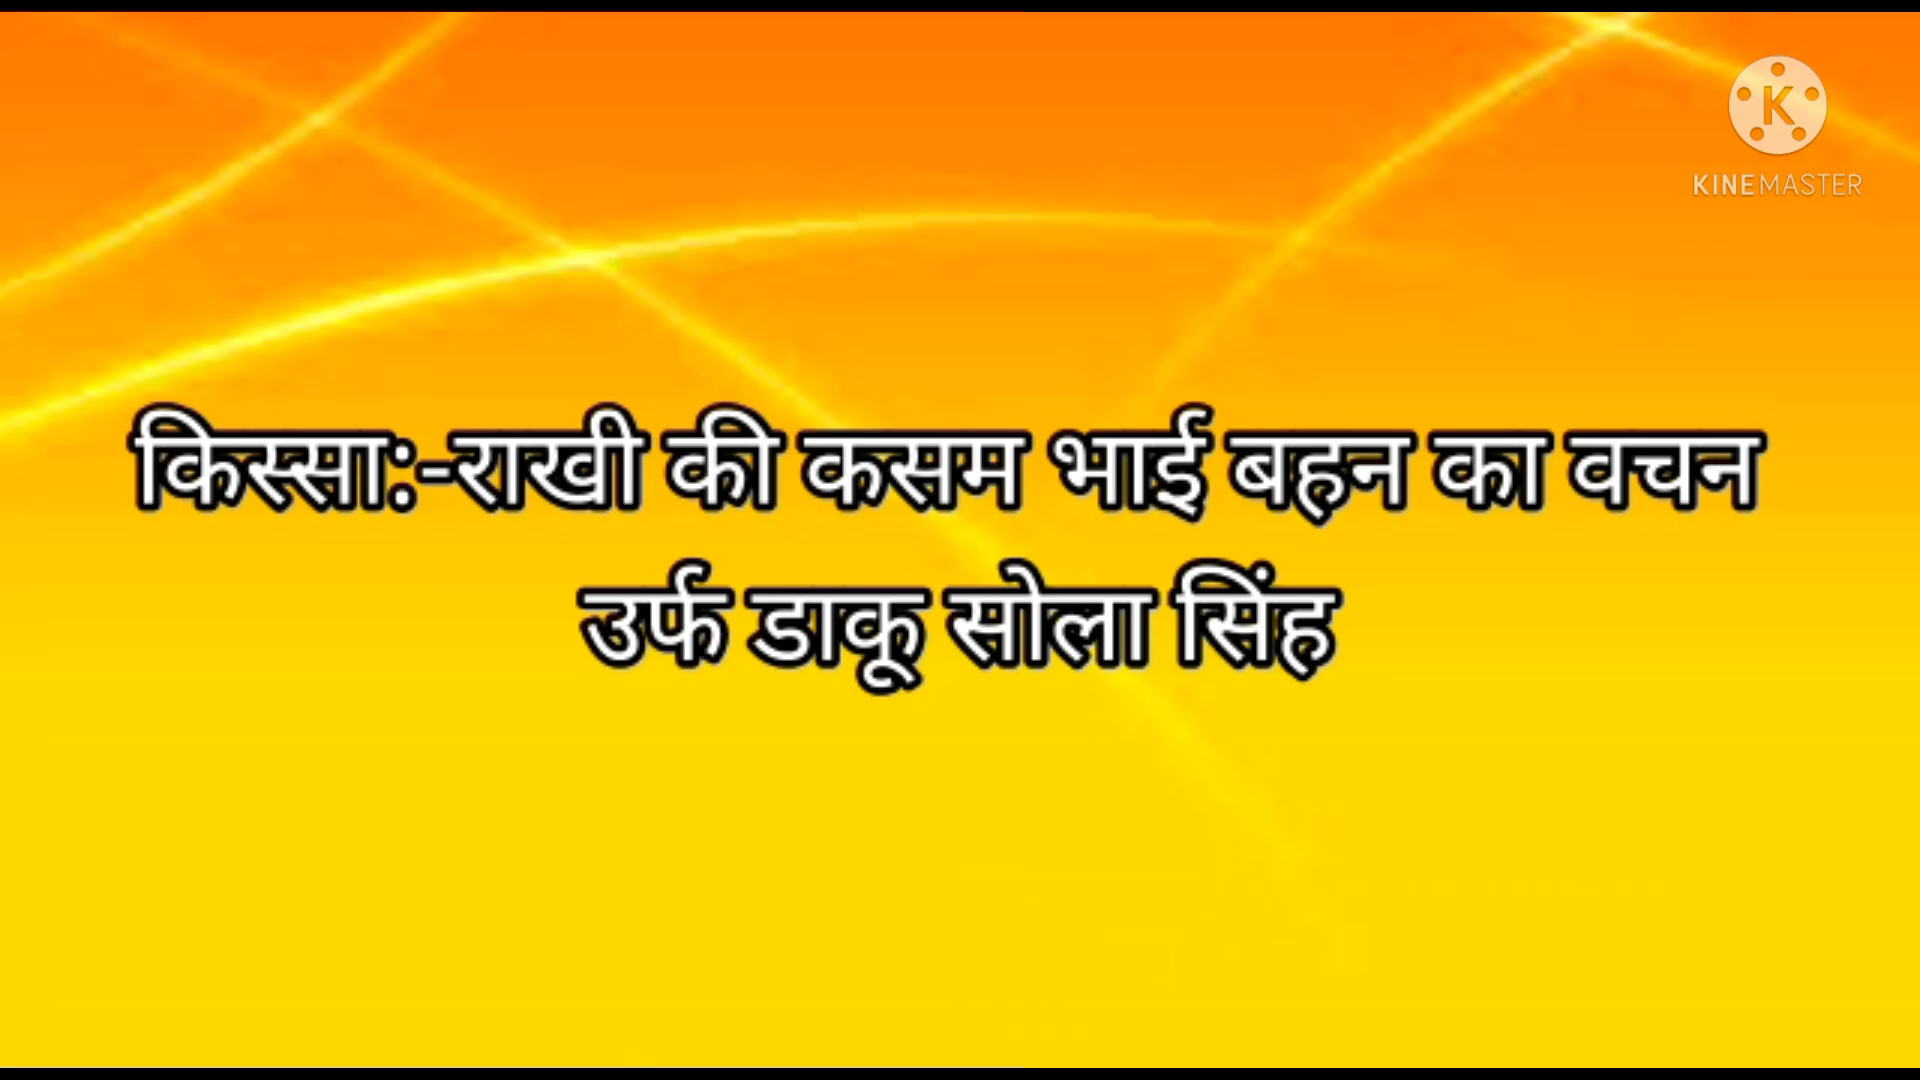 KINEMASTER
किस्सा:-राखी की कसम भाई बहन का वचन
उर्फ डाकू सोला सिंह